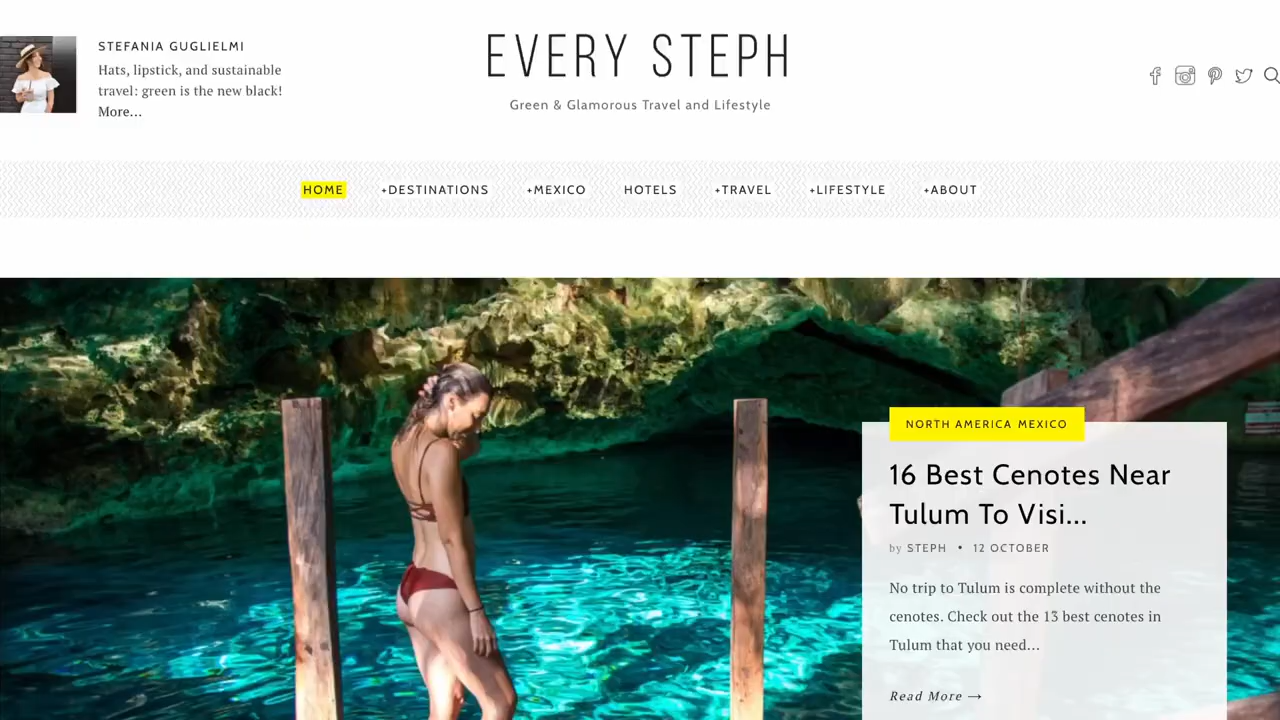 STEFANIA GUGLIELMI
Hats, lipstick, and sustainable
travel: green is the new black!
More...
EVERY STEPH
Green & Glamorous Travel and Lifestyle
HOME +DESTINATIONS +MEXICO HOTELS +TRAVEL +LIFESTYLE +ABOUT
NORTH AMERICA MEXICO
16 Best Cenotes Near
Tulum To Visi...
by STEPH • 12 OCTOBER
No trip to Tulum is complete without the
cenotes. Check out the 13 best cenotes in
Tulum that you need...
Read More →